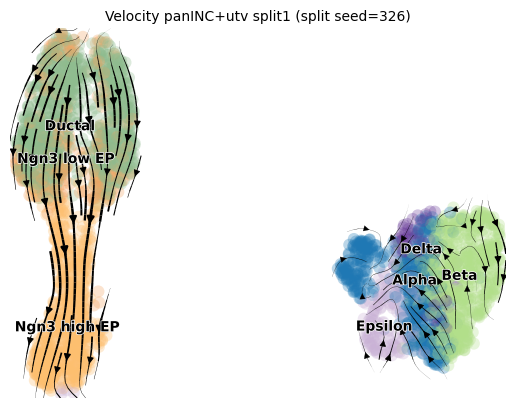 Velocity panINC+utv split1 (split seed=326)
Ductal
Ngn3 low EP
Delta
Beta
Alpha
Ngn3 high EP
Epsilon